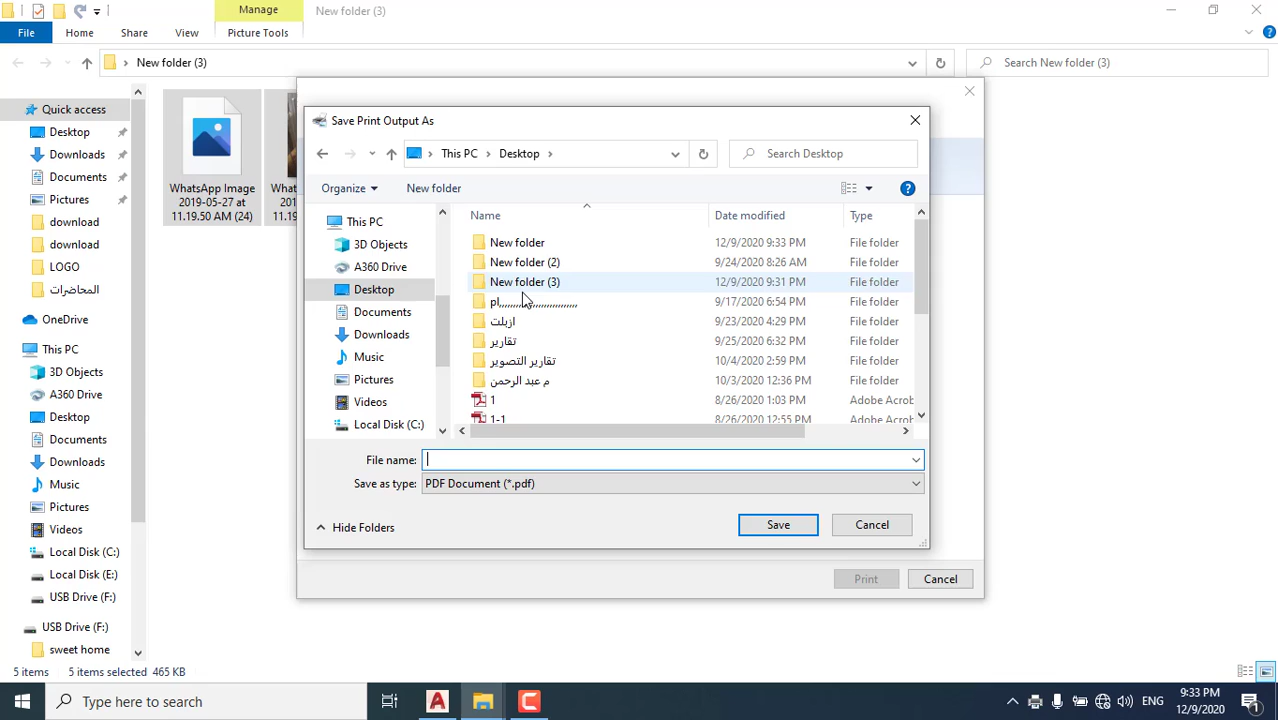 Manage
New folder (3)
File
Home
Share
View
Picture Tools
New folder (3)
Search New folder (3)
Quick access
Desktop
Downloads
Documents
Pictures
download
download
LOGO
المحاضرات
OneDrive
This PC
3D Objects
A360 Drive
Desktop
Documents
Downloads
Music
Pictures
Videos
Local Disk (C:)
Local Disk (E:)
USB Drive (F:)
USB Drive (F:)
sweet home
WhatsApp Image
2019-05-27 at
11.19.50 AM (24)
Save Print Output As
This PC
Desktop
Search Desktop
Organize
New folder
This PC
3D Objects
A360 Drive
Desktop
Documents
Downloads
Music
Pictures
Videos
Local Disk (C:)
Name Date modified Type
New folder 12/9/2020 9:33 PM File folder
New folder (2) 9/24/2020 8:26 AM File folder
New folder (3) 12/9/2020 9:31 PM File folder
9/17/2020 6:54 PM File folder
ازبلت 9/23/2020 4:29 PM File folder
تقارير 9/25/2020 6:32 PM File folder
تقارير التصوير 10/4/2020 2:59 PM File folder
م عبد الرحمن 10/3/2020 12:36 PM File folder
1 8/26/2020 1:03 PM Adobe Acrob
1-1 8/26/2020 12:55 PM Adobe Acrob
File name:
Save as type: PDF Document (*.pdf)
Hide Folders
Save
Cancel
Print
Cancel
5 items 5 items selected 465 KB
Type here to search
ENG
9:33 PM
12/9/2020
1